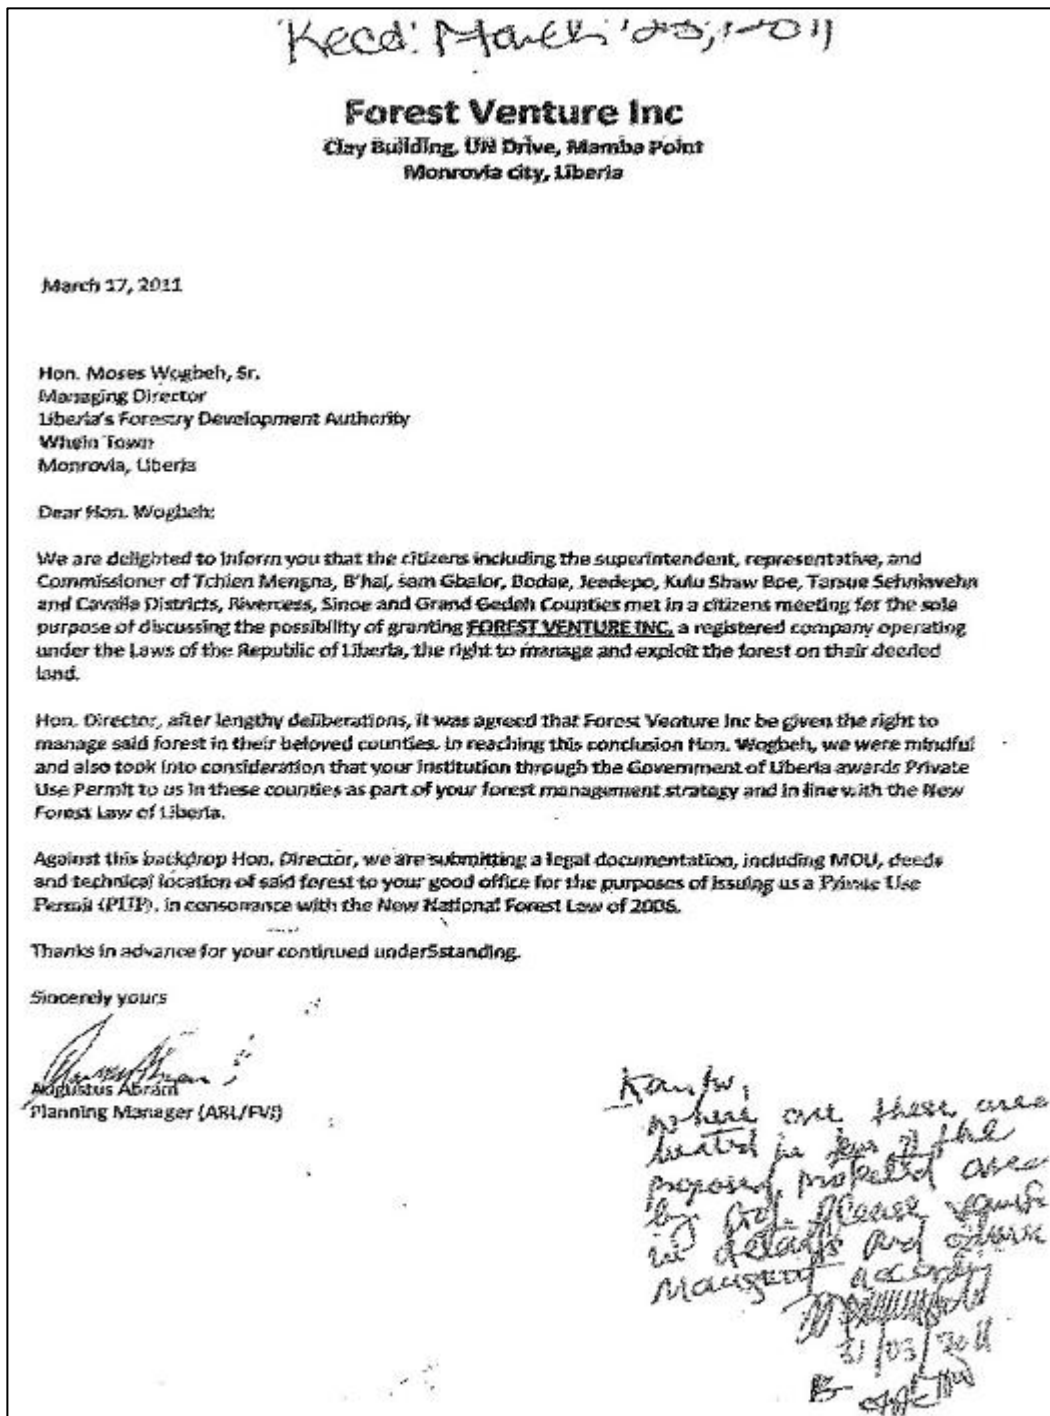 Recd: March
Forest Venture Inc
Clay Building, UN Drive, Mamba Point
Monrovia city, Liberia
March 17, 2011
Hon. Moses Wogbeh, Sr.
Managing Director
Liberia's Forestry Development Authority
Whein Town
Monrovia, Liberia
Dear Hon. Wogbeh:
We are delighted to inform you that the citizens including the superintendent, representative, and
Commissioner of Tchien Mengna, B'hai, sam Gbalor, Bodae, Jeedepo, Kulu Shaw Boe, Tarsue Sehnkwehn
and Cavalla Districts, Rivercess, Sinoe and Grand Gedeh Counties met in a citizens meeting for the sole
purpose of discussing the possibility of granting FOREST VENTURE INC. a registered company operating
under the Laws of the Republic of Liberia, the right to manage and exploit the forest on their deeded
land.
Hon. Director, after lengthy deliberations, it was agreed that Forest Venture Inc be given the right to
manage said forest in their beloved counties. In reaching this conclusion Hon. Wogbeh, we were mindful
and also took into consideration that your institution through the Government of Liberia awards Private
Use Permit to us in these counties as part of your forest management strategy and in line with the New
Forest Law of Liberia.
Against this backdrop Hon. Director, we are submitting a legal documentation, including MOU, deeds
and technical location of said forest to your good office for the purposes of issuing us a Private Use
Permit (PUP), in consonance with the New National Forest Law of 2006.
Thanks in advance for your continued under5standing.
Sincerely yours
Augustus Abram
Planning Manager (ARL/FVI)
where are these area
located in of the
proposed, protected area
by please
in details and
accordin
31/03/2011